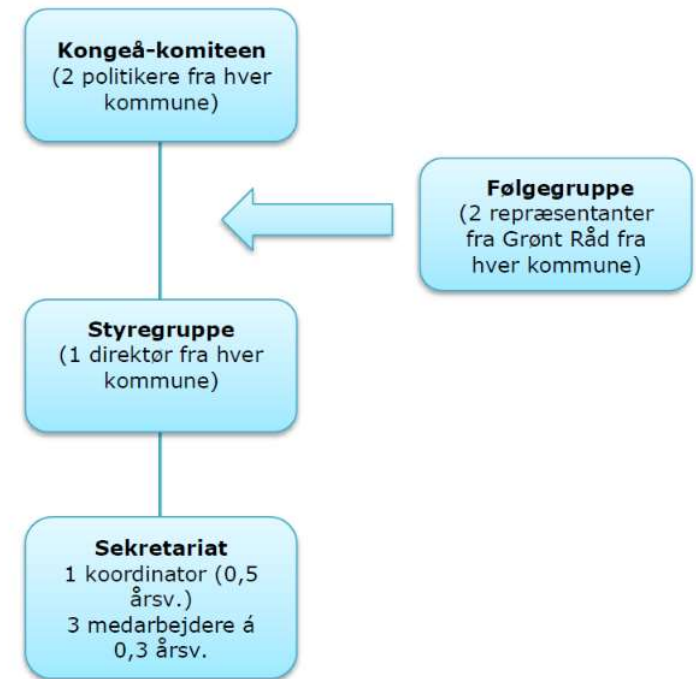 Kongeå-komiteen
(2 politikere fra hver
kommune)
Følgegruppe
(2 repræsentanter
fra Grønt Råd fra
hver kommune)
Styregruppe
(1 direktør fra hver
kommune)
Sekretariat
1 koordinator (0,5
årsv.)
3 medarbejdere á
0,3 årsv.